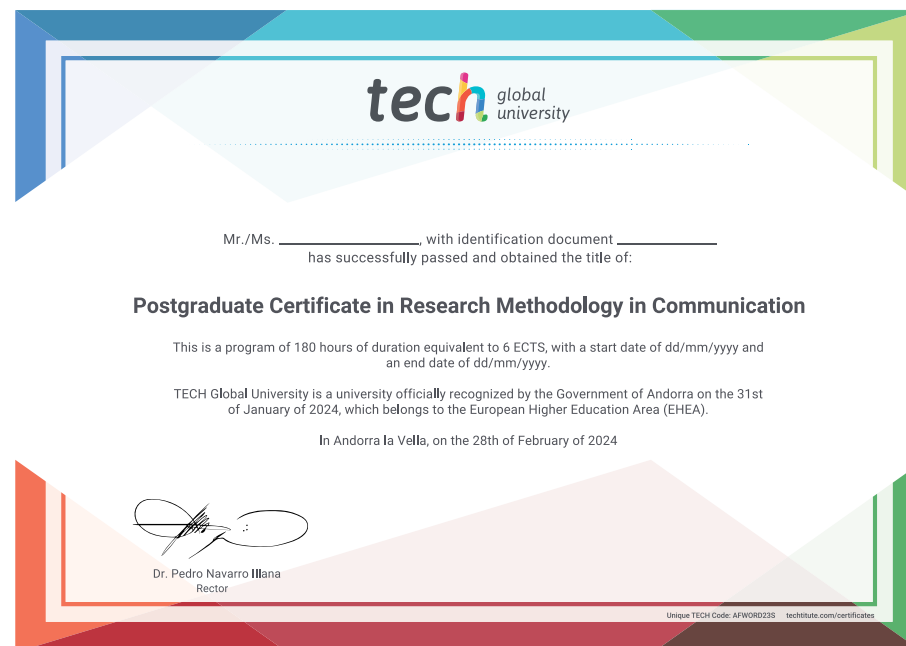 tech global
university
Mr./Ms. ____________, with identification document ____________
has successfully passed and obtained the title of:
Postgraduate Certificate in Research Methodology in Communication
This is a program of 180 hours of duration equivalent to 6 ECTS, with a start date of dd/mm/yyyy and
an end date of dd/mm/yyyy.
TECH Global University is a university officially recognized by the Government of Andorra on the 31st
of January of 2024, which belongs to the European Higher Education Area (EHEA).
In Andorra la Vella, on the 28th of February of 2024
Dr. Pedro Navarro Illana
Rector
Unique TECH Code: AFWORD23S techtitute.com/certificates